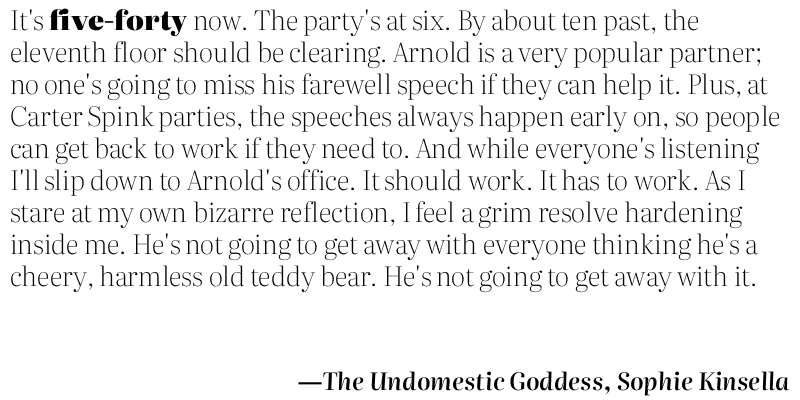 It's five-forty now. The party's at six. By about ten past, the
eleventh floor should be clearing. Arnold is a very popular partner;
no one's going to miss his farewell speech if they can help it. Plus, at
Carter Spink parties, the speeches always happen early on, so people
can get back to work if they need to. And while everyone's listening
I'll slip down to Arnold's office. It should work. It has to work. As I
stare at my own bizarre reflection, I feel a grim resolve hardening
inside me. He's not going to get away with everyone thinking he's a
cheery, harmless old teddy bear. He's not going to get away with it.
—The Undomestic Goddess, Sophie Kinsella